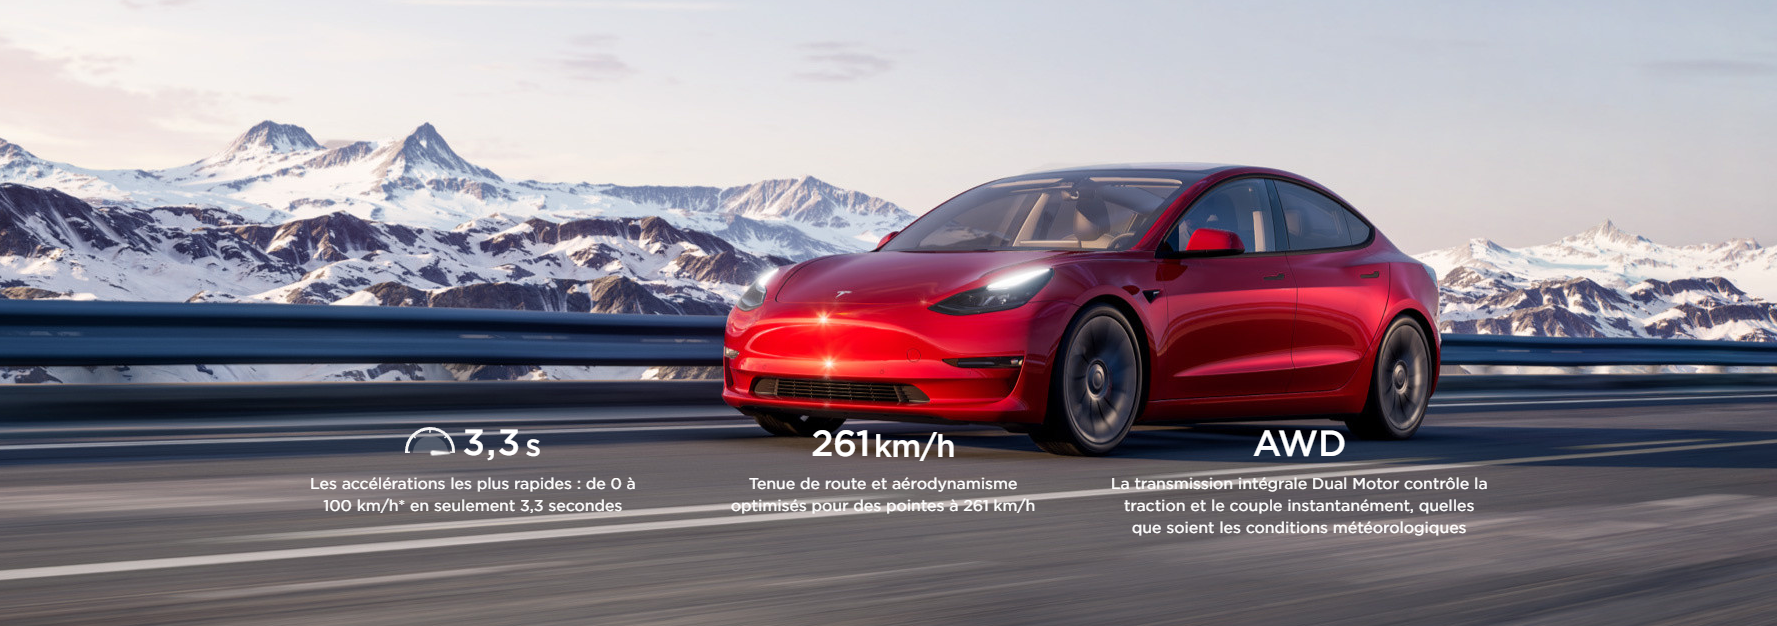 3,3 s
Les accélérations les plus rapides : de 0 à
100 km/h* en seulement 3,3 secondes
261 km/h
Tenue de route et aérodynamisme
optimisés pour des pointes à 261 km/h
AWD
La transmission intégrale Dual Motor contrôle la
traction et le couple instantanément, quelles
que soient les conditions météorologiques